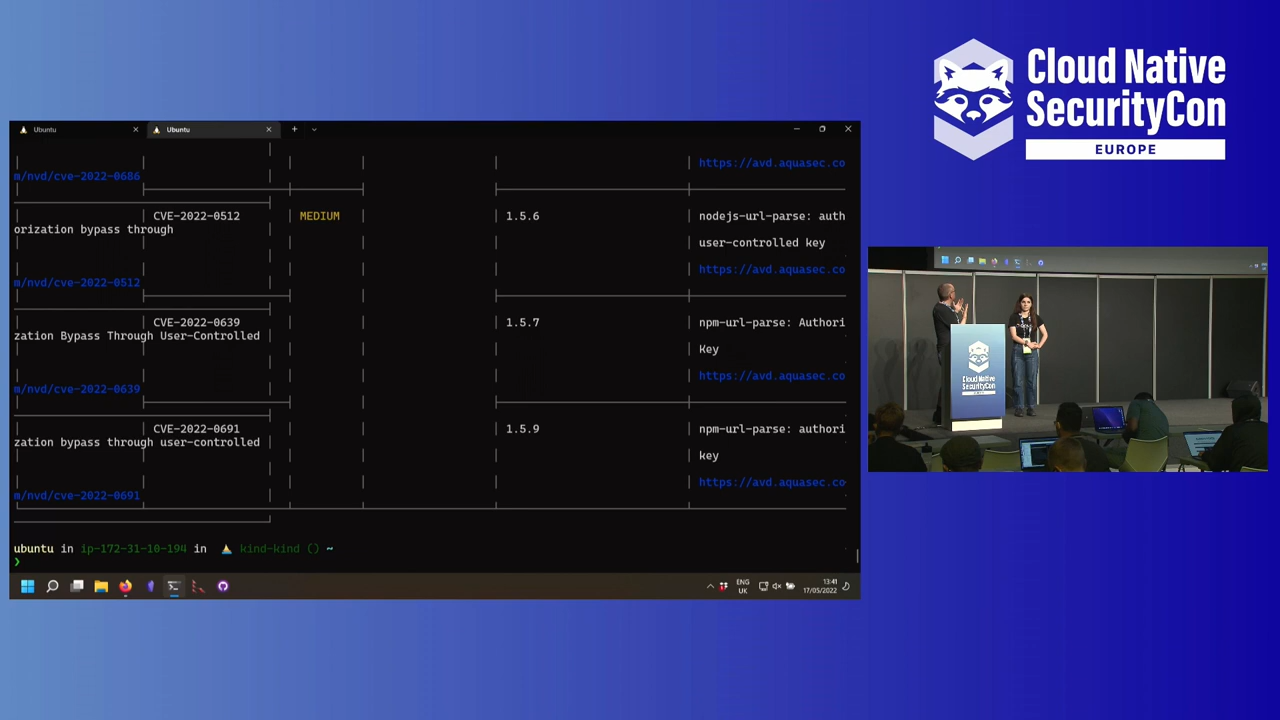 Cloud Native
SecurityCon
EUROPE
Ubuntu
Ubuntu
https://avd.aquasec.co
m/nvd/cve-2022-0686
CVE-2022-0512 MEDIUM 1.5.6 nodejs-url-parse: auth
orization bypass through
user-controlled key
https://avd.aquasec.co
m/nvd/cve-2022-0512
CVE-2022-0639 1.5.7 npm-url-parse: Authori
zation Bypass Through User-Controlled
Key
https://avd.aquasec.co
m/nvd/cve-2022-0639
CVE-2022-0691 1.5.9 npm-url-parse: authori
zation bypass through user-controlled
key
https://avd.aquasec.co
m/nvd/cve-2022-0691
ubuntu in ip-172-31-10-194 in kind-kind () ~
❯
ENG
UK
13:41
17/05/2022
Cloud Native
SecurityCon